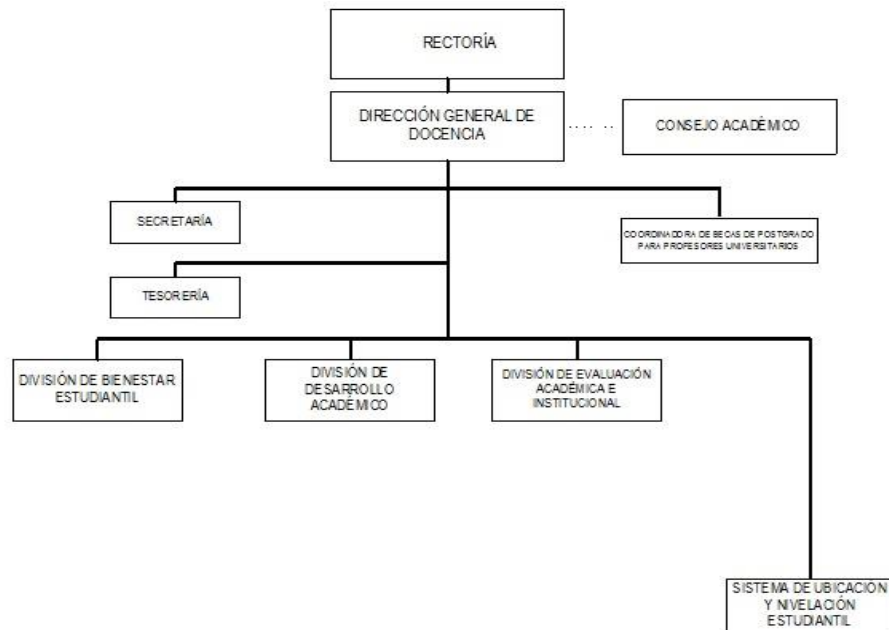 RECTORÍA
DIRECCIÓN GENERAL DE
DOCENCIA
CONSEJO ACADÉMICO
SECRETARÍA
COORDINADORA DE BECAS DE POSTGRADO
PARA PROFESORES UNIVERSITARIOS
TESORERÍA
DIVISIÓN DE BIENESTAR
ESTUDIANTIL
DIVISIÓN DE
DESARROLLO
ACADÉMICO
DIVISIÓN DE EVALUACIÓN
ACADÉMICA E
INSTITUCIONAL
SISTEMA DE UBICACIÓN
Y NIVELACIÓN
ESTUDIANTIL